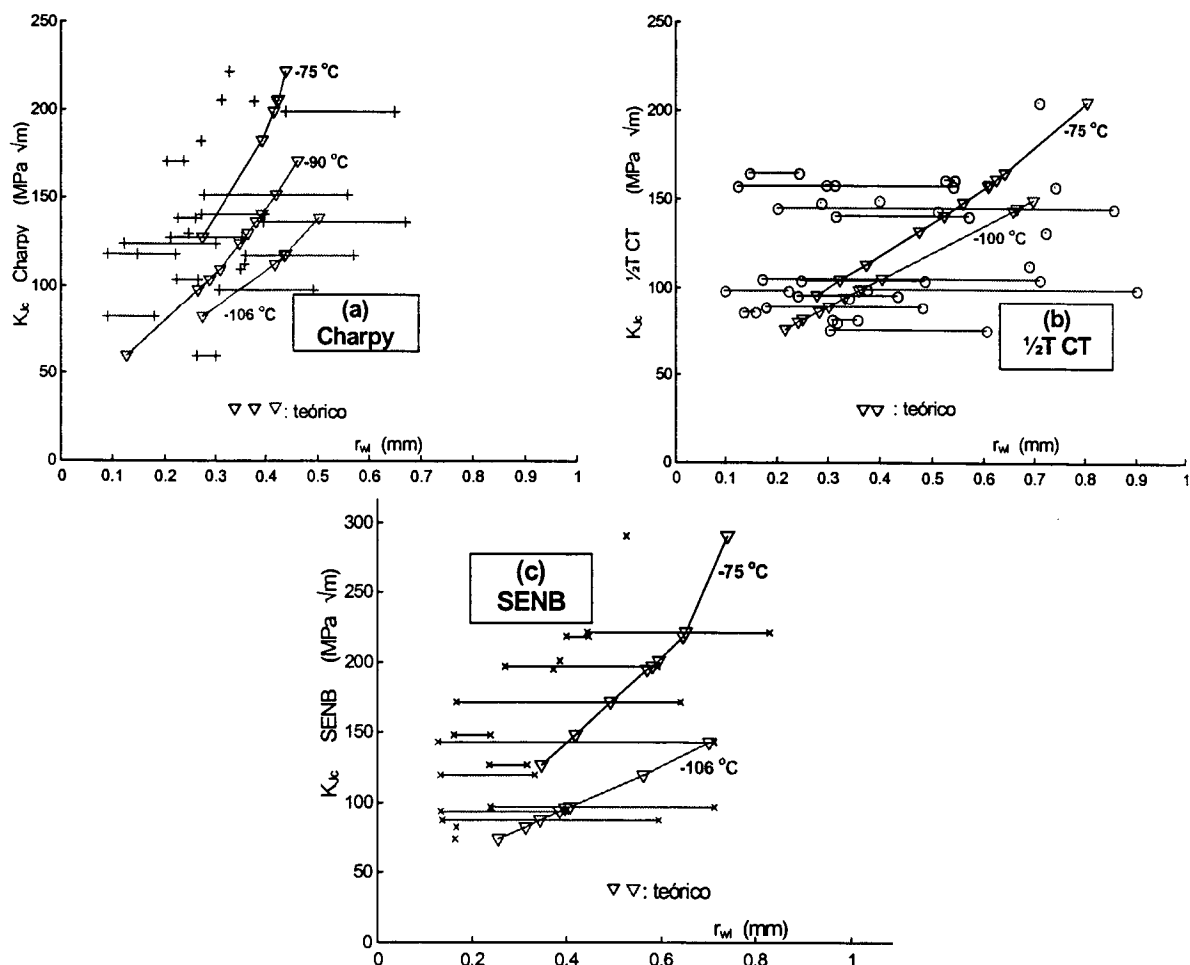 250
200
150
100
50
0
K_Jc Charpy (MPa √m)
-75 °C
-90 °C
-106 °C
(a)
Charpy
▽ ▽ ▽ : teórico
r_wl (mm)
0 0.1 0.2 0.3 0.4 0.5 0.6 0.7 0.8 0.9 1
250
200
150
100
50
0
K_Jc ½T CT (MPa √m)
-75 °C
-100 °C
(b)
½T CT
▽▽ : teórico
r_wl (mm)
0 0.1 0.2 0.3 0.4 0.5 0.6 0.7 0.8 0.9 1
300
250
200
150
100
50
0
K_Jc SENB (MPa √m)
(c)
SENB
-75 °C
-106 °C
▽ ▽ : teórico
r_wl (mm)
0 0.2 0.4 0.6 0.8 1